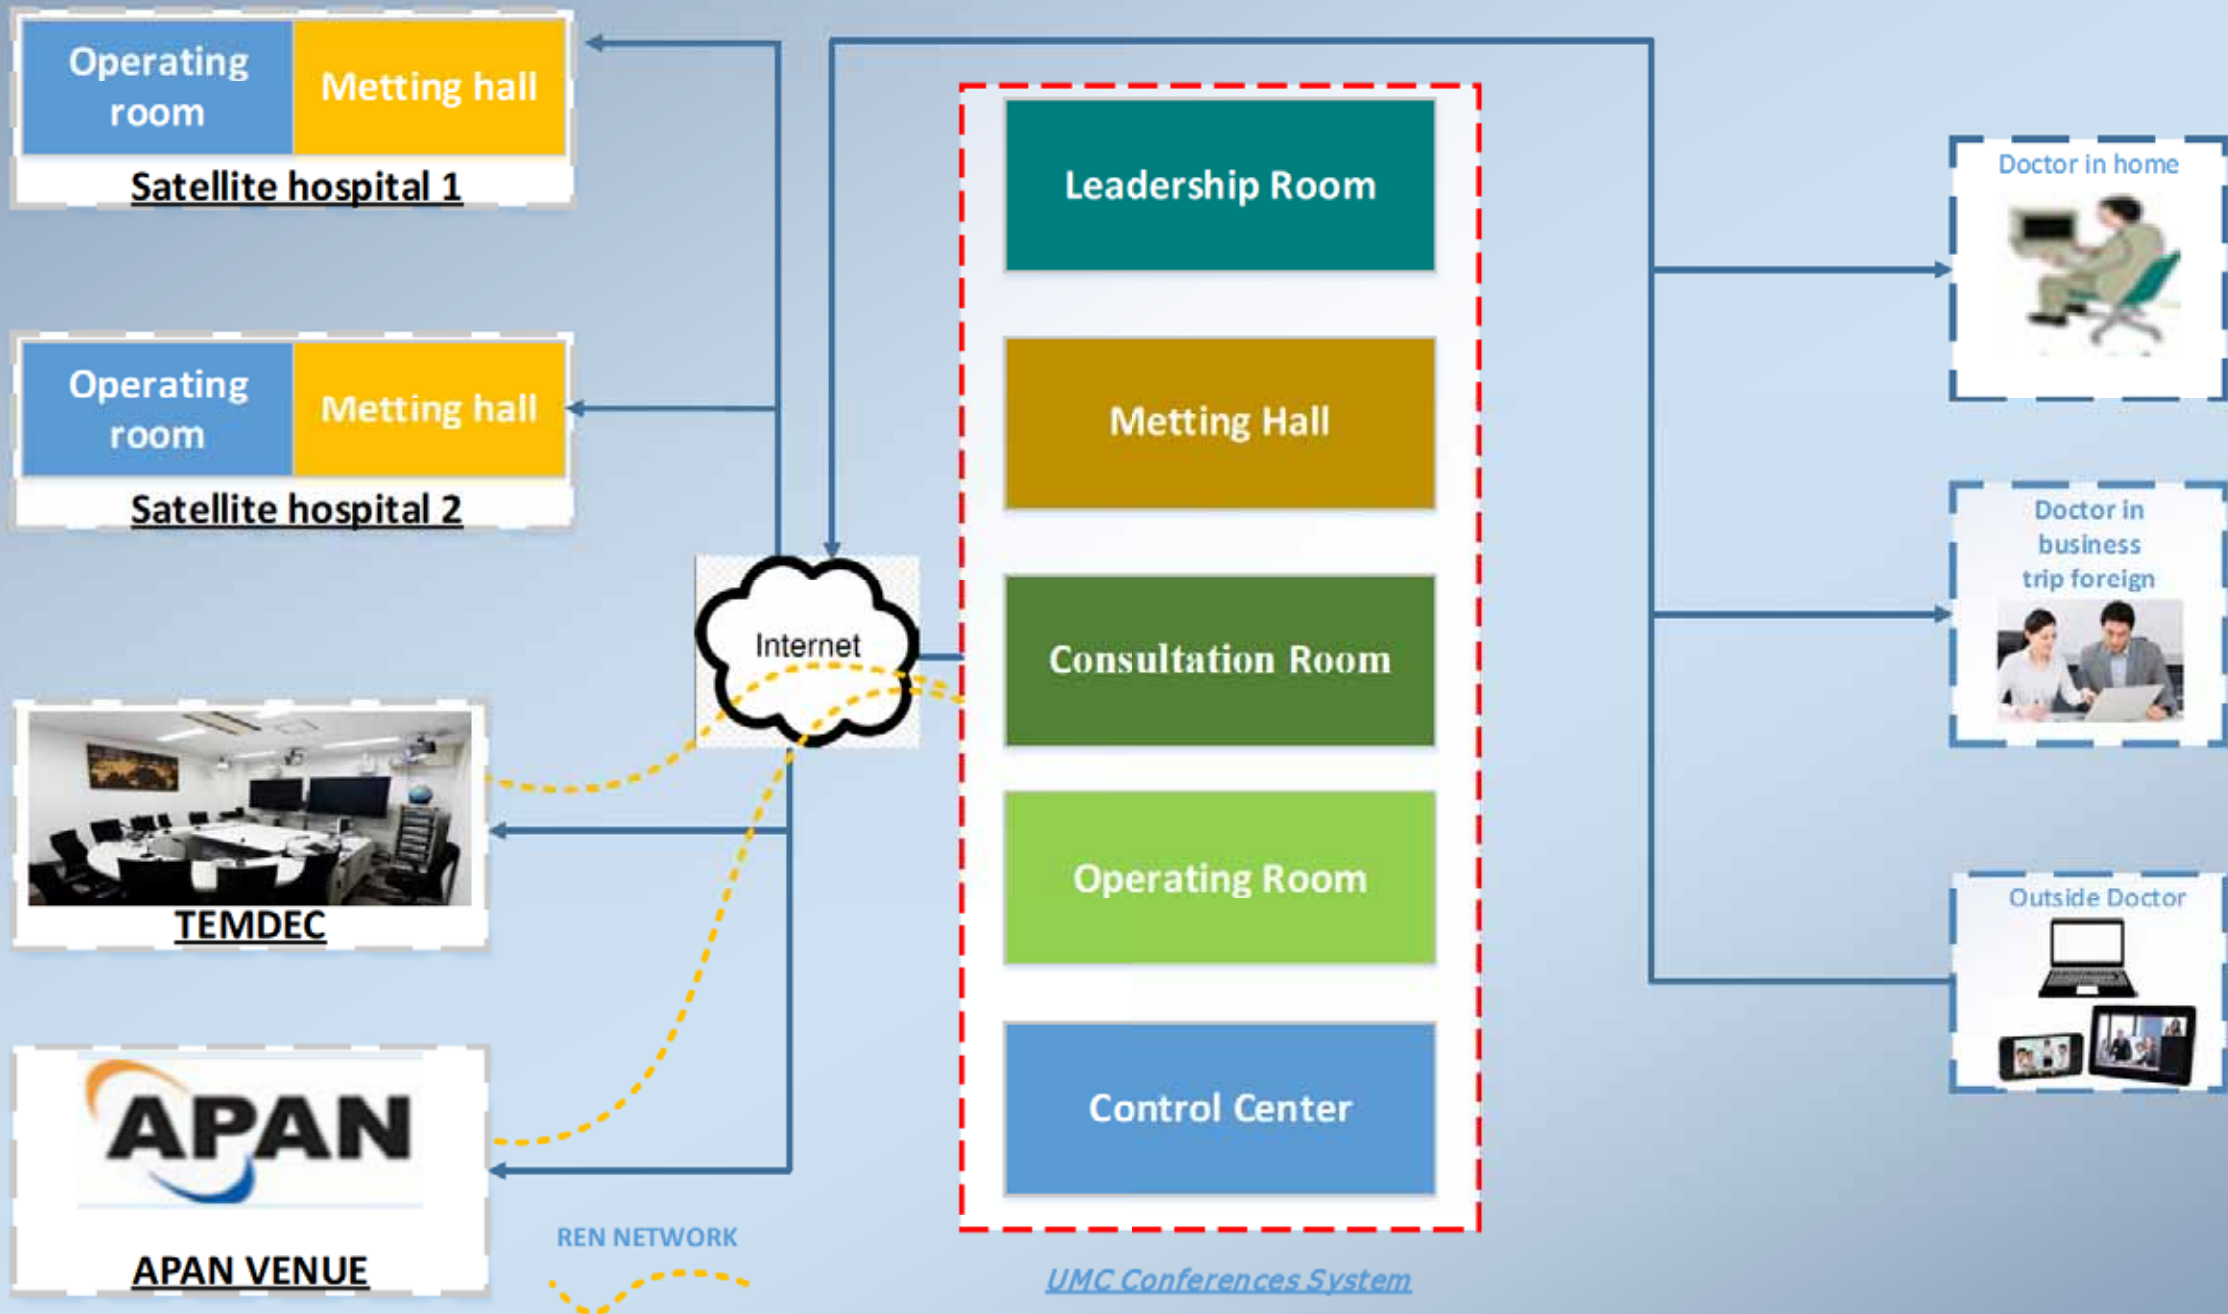 Operating
room
Metting hall
Satellite hospital 1
Operating
room
Metting hall
Satellite hospital 2
TEMDEC
APAN
APAN VENUE
REN NETWORK
Internet
Leadership Room
Metting Hall
Consultation Room
Operating Room
Control Center
UMC Conferences System
Doctor in home
Doctor in
business
trip foreign
Outside Doctor